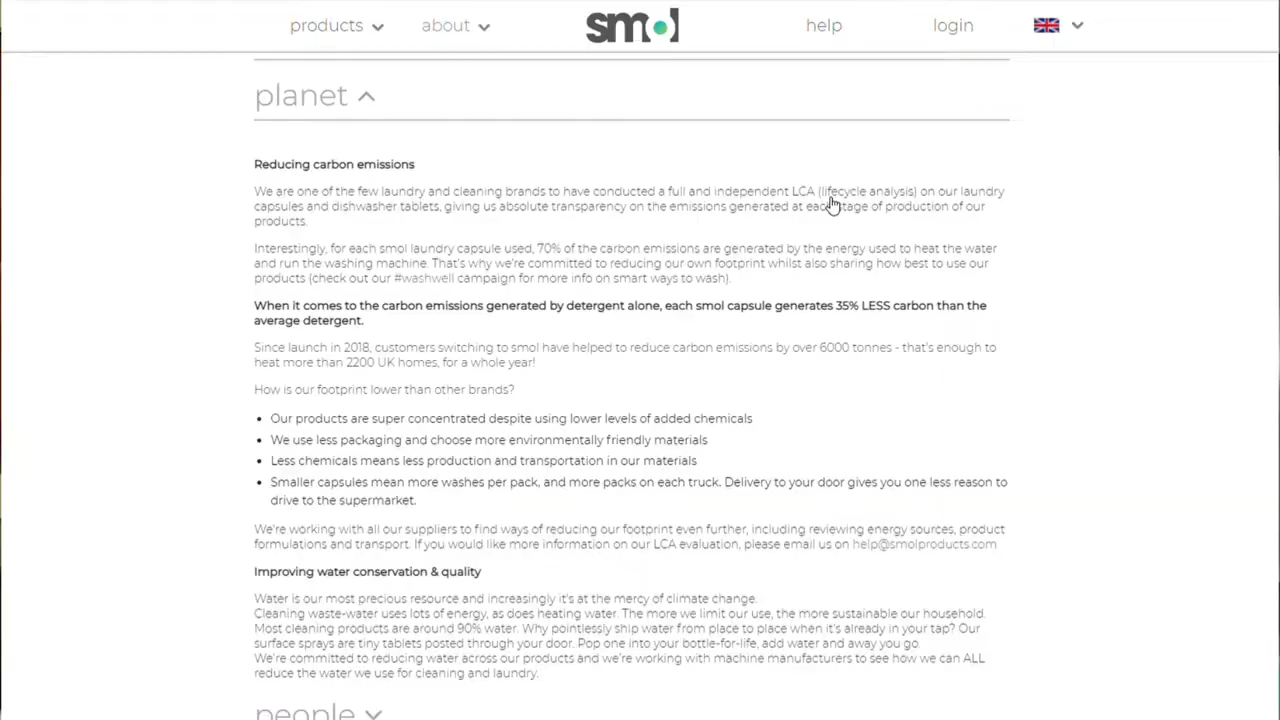 products
about
smol
help
login
planet
Reducing carbon emissions
We are one of the few laundry and cleaning brands to have conducted a full and independent LCA (lifecycle analysis) on our laundry
capsules and dishwasher tablets, giving us absolute transparency on the emissions generated at each stage of production of our
products.
Interestingly, for each smol laundry capsule used, 70% of the carbon emissions are generated by the energy used to heat the water
and run the washing machine. That's why we're committed to reducing our own footprint whilst also sharing how best to use our
products (check out our #washwell campaign for more info on smart ways to wash).
When it comes to the carbon emissions generated by detergent alone, each smol capsule generates 35% LESS carbon than the
average detergent.
Since launch in 2018, customers switching to smol have helped to reduce carbon emissions by over 6000 tonnes - that's enough to
heat more than 2200 UK homes, for a whole year!
How is our footprint lower than other brands?
• Our products are super concentrated despite using lower levels of added chemicals
• We use less packaging and choose more environmentally friendly materials
• Less chemicals means less production and transportation in our materials
• Smaller capsules mean more washes per pack, and more packs on each truck. Delivery to your door gives you one less reason to
drive to the supermarket.
We're working with all our suppliers to find ways of reducing our footprint even further, including reviewing energy sources, product
formulations and transport. If you would like more information on our LCA evaluation, please email us on help@smolproducts.com
Improving water conservation & quality
Water is our most precious resource and increasingly it's at the mercy of climate change.
Cleaning waste-water uses lots of energy, as does heating water. The more we limit our use, the more sustainable our household.
Most cleaning products are around 90% water. Why pointlessly ship water from place to place when it's already in your tap? Our
surface sprays are tiny tablets posted through your door. Pop one into your bottle-for-life, add water and away you go.
We're committed to reducing water across our products and we're working with machine manufacturers to see how we can ALL
reduce the water we use for cleaning and laundry.
people